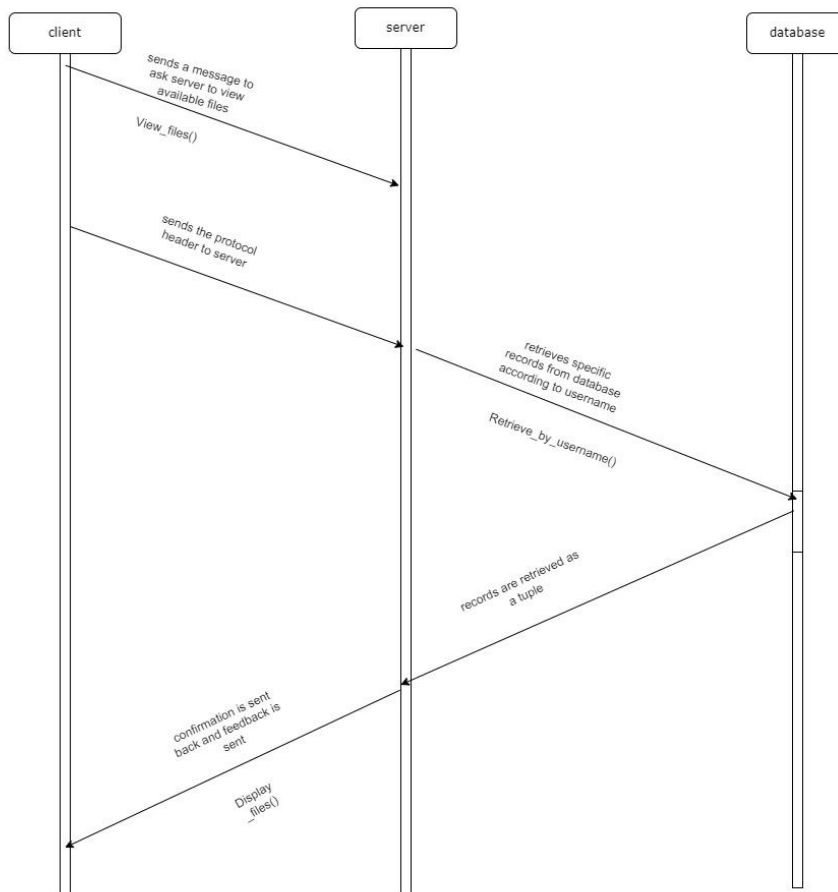 client
server
database
sends a message to
ask server to view
available files
View_files()
sends the protocol
header to server
retrieves specific
records from database
according to username
Retrieve_by_username()
records are retrieved as
a tuple
confirmation is sent
back and feedback is
sent
Display
_files()